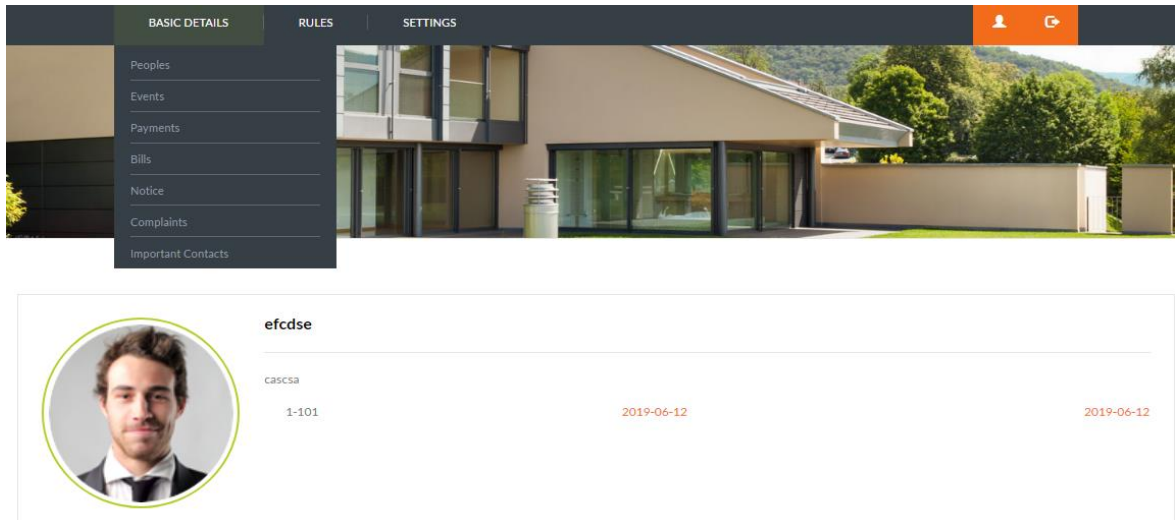 BASIC DETAILS RULES SETTINGS
Peoples
Events
Payments
Bills
Notice
Complaints
Important Contacts
efcdse
cascsa
1-101 2019-06-12 2019-06-12